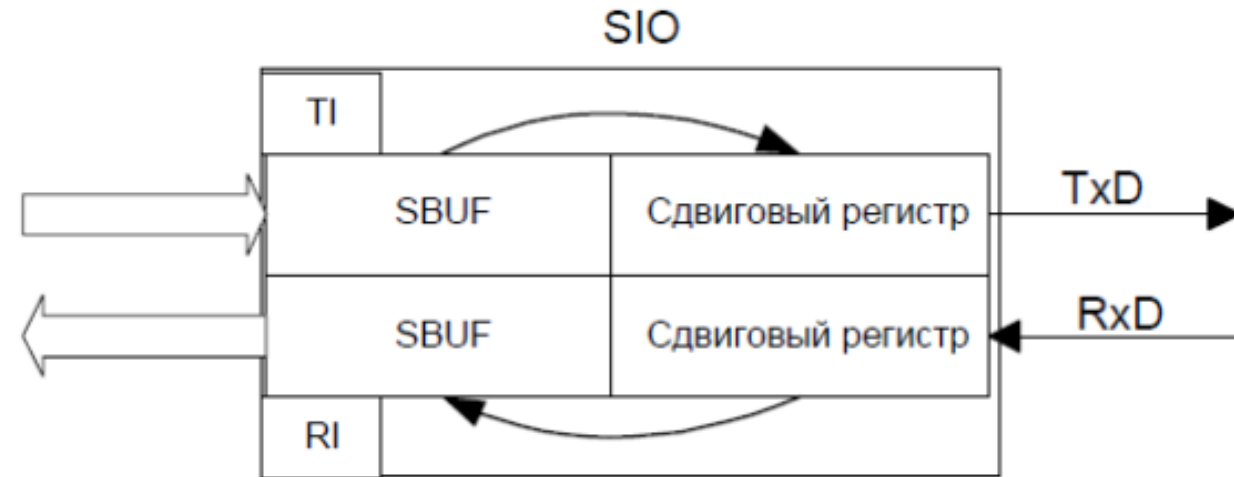 SIO
TI
SBUF
Сдвиговый регистр
TxD
SBUF
Сдвиговый регистр
RxD
RI